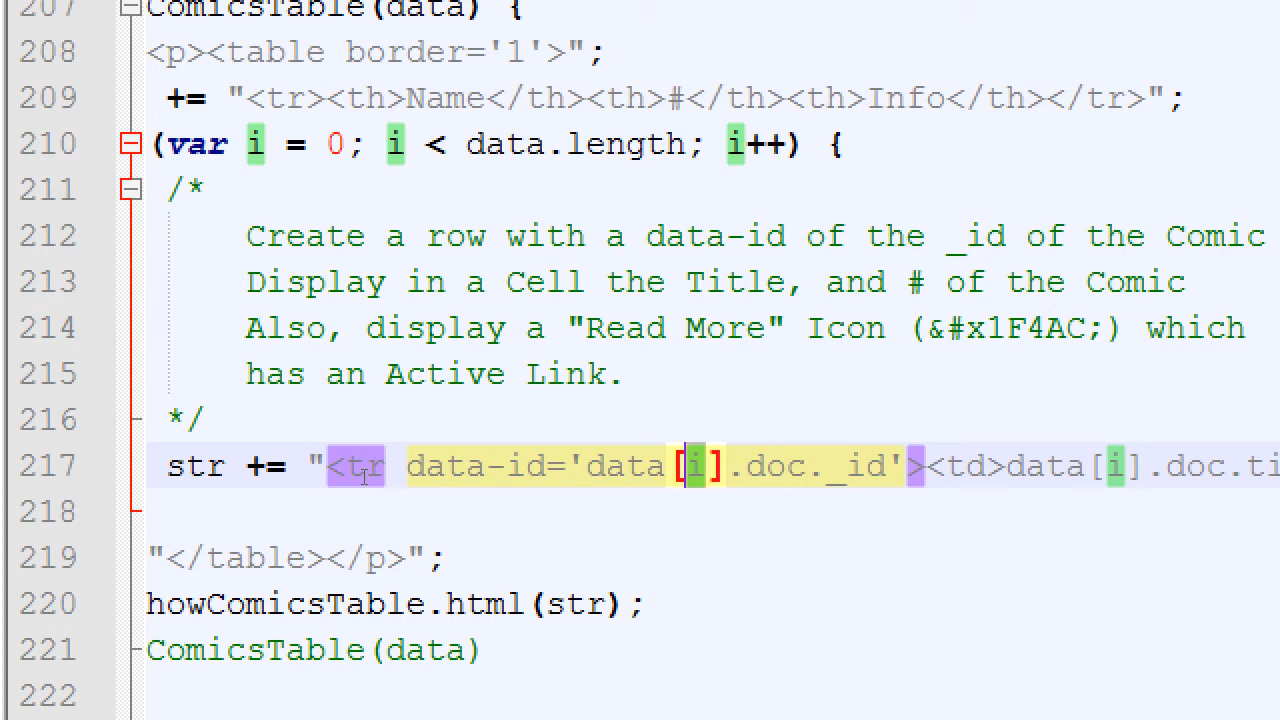 207 ComicsTable(data) {
208 <p><table border='1'>";
209 += "<tr><th>Name</th><th>#</th><th>Info</th></tr>";
210 (var i = 0; i < data.length; i++) {
211 /*
212 Create a row with a data-id of the _id of the Comic
213 Display in a Cell the Title, and # of the Comic
214 Also, display a "Read More" Icon (&#x1F4AC;) which
215 has an Active Link.
216 */
217 str += "<tr data-id='data[i].doc._id'><td>data[i].doc.ti
218
219 "</table></p>";
220 howComicsTable.html(str);
221 ComicsTable(data)
222